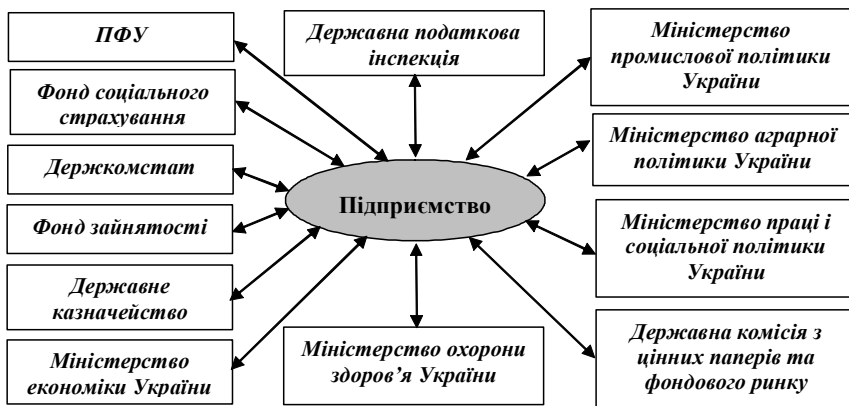 ПФУ
Фонд соціального
страхування
Держкомстат
Фонд зайнятості
Державне
казначейство
Міністерство
економіки України
Державна податкова
інспекція
Підприємство
Міністерство охорони
здоров’я України
Міністерство
промислової політики
України
Міністерство аграрної
політики України
Міністерство праці і
соціальної політики
України
Державна комісія з
цінних паперів та
фондового ринку